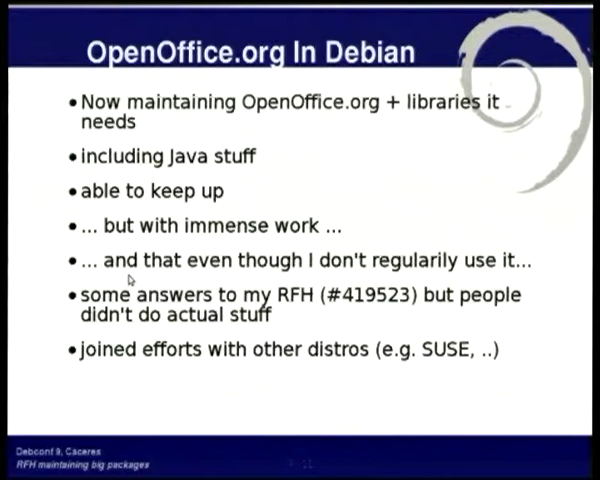 OpenOffice.org In Debian
• Now maintaining OpenOffice.org + libraries it
needs
• including Java stuff
• able to keep up
• ... but with immense work ...
• ... and that even though I don't regularily use it...
• some answers to my RFH (#419523) but people
didn't do actual stuff
• joined efforts with other distros (e.g. SUSE, ..)
Debconf 9, Caceres
RFH maintaining big packages